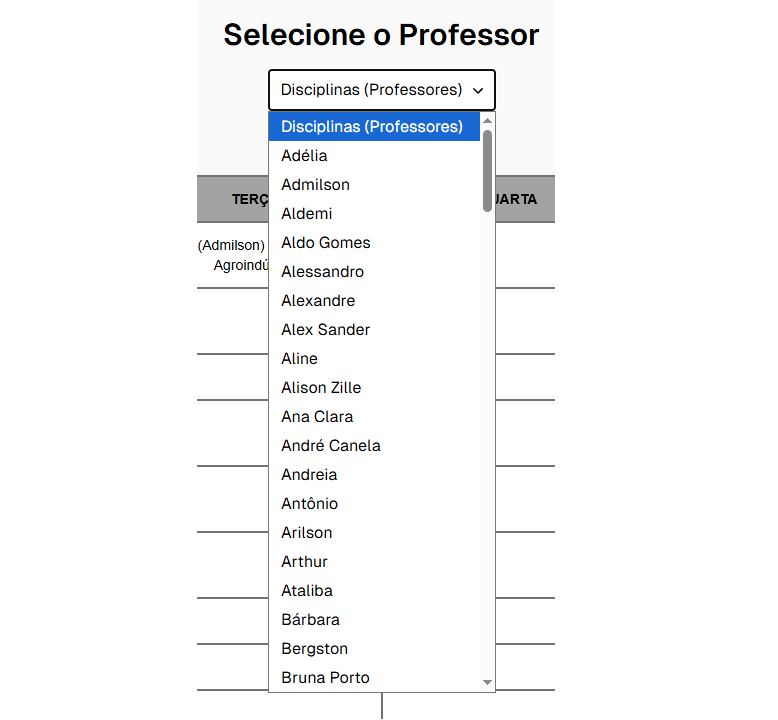 Selecione o Professor
Disciplinas (Professores)
Disciplinas (Professores)
Adélia
Admilson
Aldemi
Aldo Gomes
Alessandro
Alexandre
Alex Sander
Aline
Alison Zille
Ana Clara
André Canela
Andreia
Antônio
Arilson
Arthur
Ataliba
Bárbara
Bergston
Bruna Porto
TERÇ
UARTA
(Admilson)
Agroindú